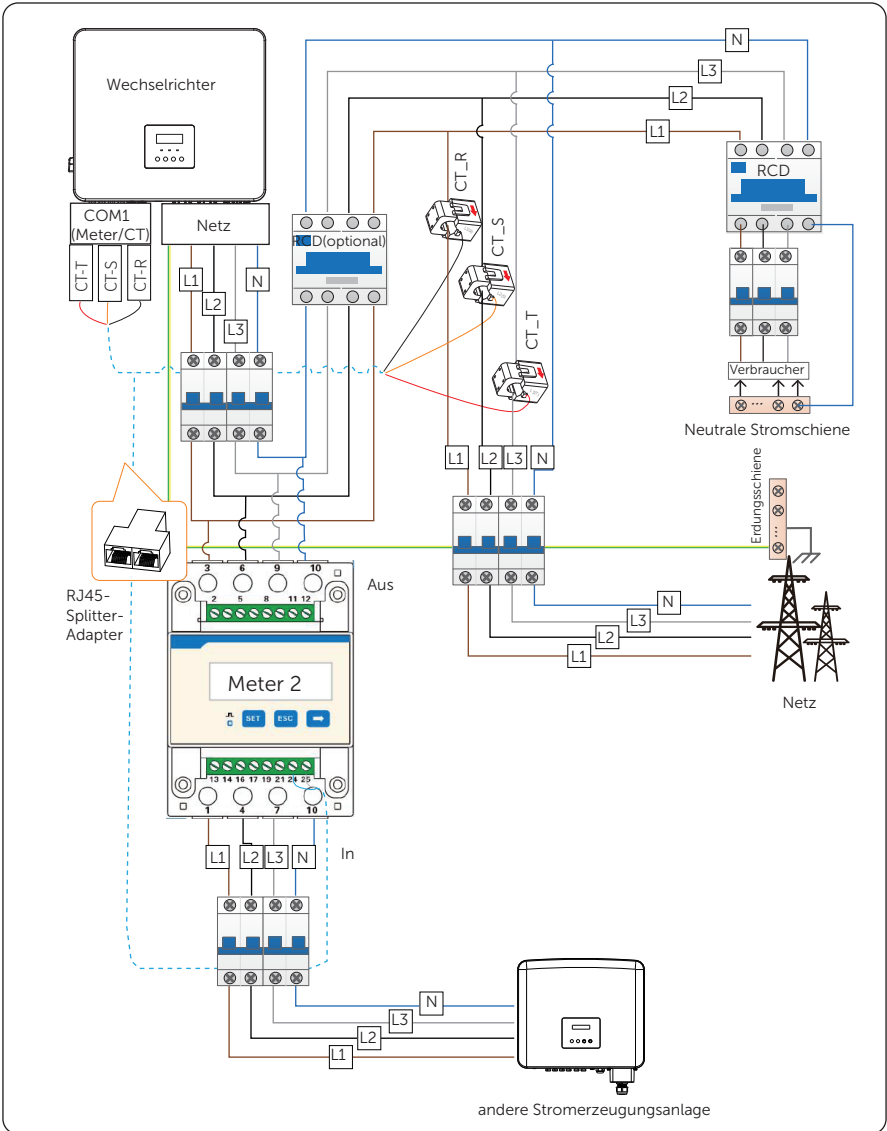 N
L3
L2
L1
Wechselrichter
COM1
(Meter/CT)
CT-T
CT-S
CT-R
Netz
L1
L2
L3
N
RCD(optional)
CT_R
CT_S
CT_T
RCD
Verbraucher
...
Neutrale Stromschiene
L1
L2
L3
N
Erdungsschiene
RJ45-
Splitter-
Adapter
3 6 9 10
2 5 8 11 12
Aus
Meter 2
SET ESC
13 14 16 17 19 21 24 25
1 4 7 10
In
N
L3
L2
L1
Netz
L1
L2
L3
N
N
L3
L2
L1
andere Stromerzeugungsanlage